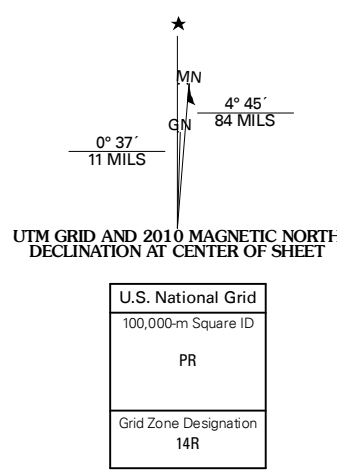 MN
4° 45´
84 MILS
GN
0° 37´
11 MILS
UTM GRID AND 2010 MAGNETIC NORTH
DECLINATION AT CENTER OF SHEET
U.S. National Grid
100,000-m Square ID
PR
Grid Zone Designation
14R